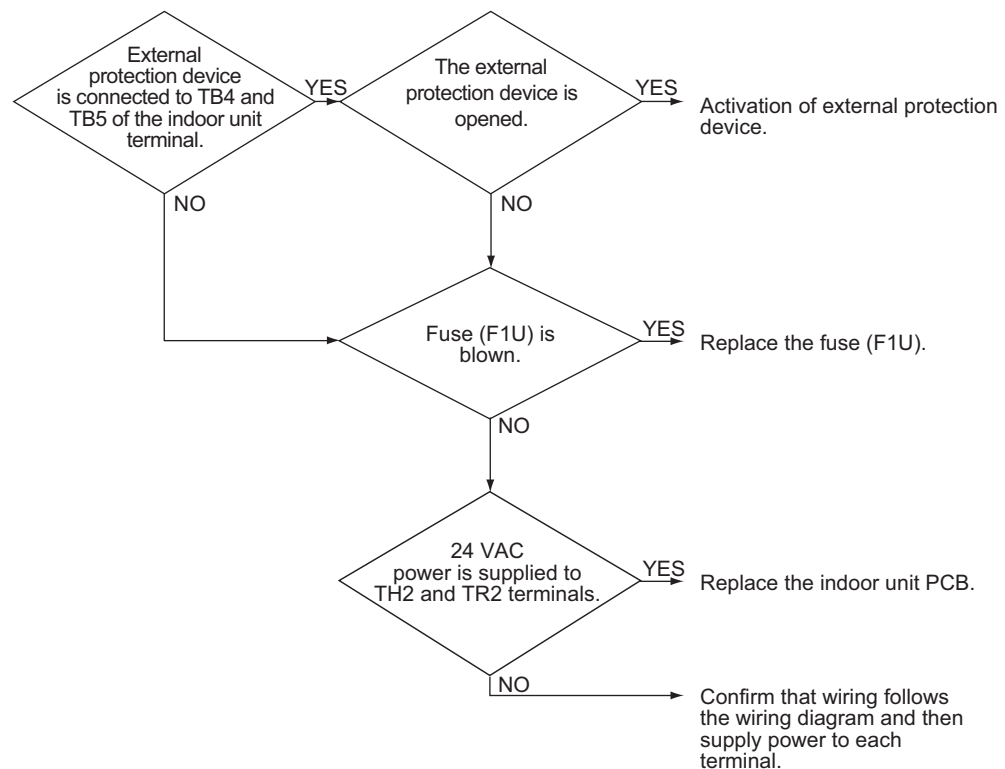 External
protection device
is connected to TB4 and
TB5 of the indoor unit
terminal.
YES
NO
The external
protection device is
opened.
YES
Activation of external protection
device.
NO
Fuse (F1U) is
blown.
YES
Replace the fuse (F1U).
NO
24 VAC
power is supplied to
TH2 and TR2 terminals.
YES
Replace the indoor unit PCB.
NO
Confirm that wiring follows
the wiring diagram and then
supply power to each
terminal.